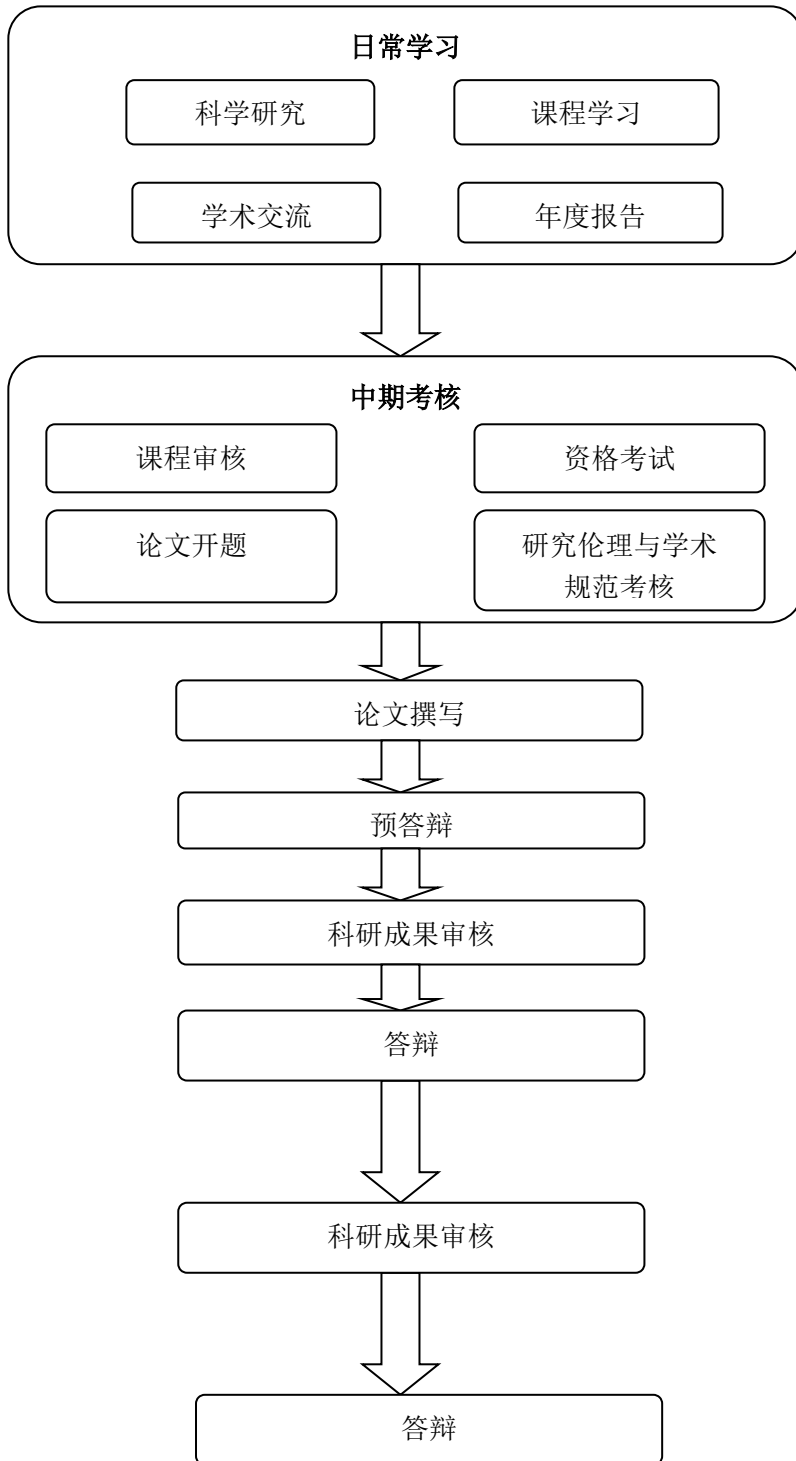 日常学习
科学研究
课程学习
学术交流
年度报告
中期考核
课程审核
资格考试
论文开题
研究伦理与学术
规范考核
论文撰写
预答辩
科研成果审核
答辩
科研成果审核
答辩